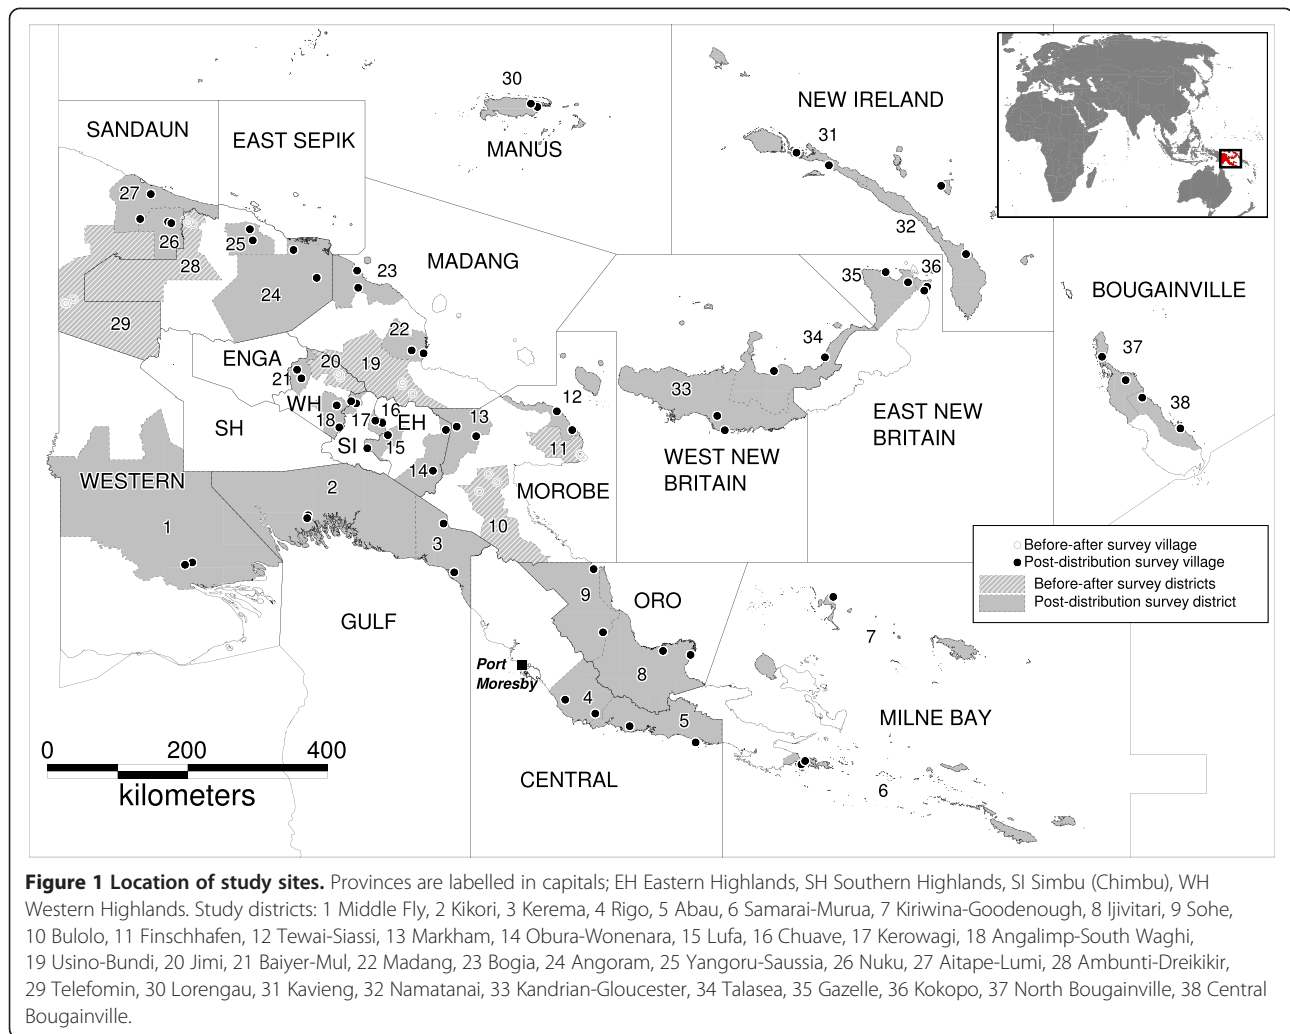 30
NEW IRELAND
SANDAUN
EAST SEPIK
MANUS
31
27
32
26
25
28
23
MADANG
35
36
24
BOUGAINVILLE
29
22
34
37
ENGA
20
19
21
33
12
38
WH
16
13
17
EH
EAST NEW
BRITAIN
18
SH
SI
15
11
WEST NEW
BRITAIN
14
WESTERN
2
MOROBE
1
10
3
Before-after survey village
Post-distribution survey village
Before-after survey districts
Post-distribution survey district
9
ORO
GULF
7
Port
Moresby
8
4
5
MILNE BAY
0 200 400
kilometers
CENTRAL
6
Figure 1 Location of study sites. Provinces are labelled in capitals; EH Eastern Highlands, SH Southern Highlands, SI Simbu (Chimbu), WH
Western Highlands. Study districts: 1 Middle Fly, 2 Kikori, 3 Kerema, 4 Rigo, 5 Abau, 6 Samarai-Murua, 7 Kiriwina-Goodenough, 8 Ijivitari, 9 Sohe,
10 Bulolo, 11 Finschhafen, 12 Tewai-Siassi, 13 Markham, 14 Obura-Wonenara, 15 Lufa, 16 Chuave, 17 Kerowagi, 18 Angalimp-South Waghi,
19 Usino-Bundi, 20 Jimi, 21 Baiyer-Mul, 22 Madang, 23 Bogia, 24 Angoram, 25 Yangoru-Saussia, 26 Nuku, 27 Aitape-Lumi, 28 Ambunti-Dreikikir,
29 Telefomin, 30 Lorengau, 31 Kavieng, 32 Namatanai, 33 Kandrian-Gloucester, 34 Talasea, 35 Gazelle, 36 Kokopo, 37 North Bougainville, 38 Central
Bougainville.